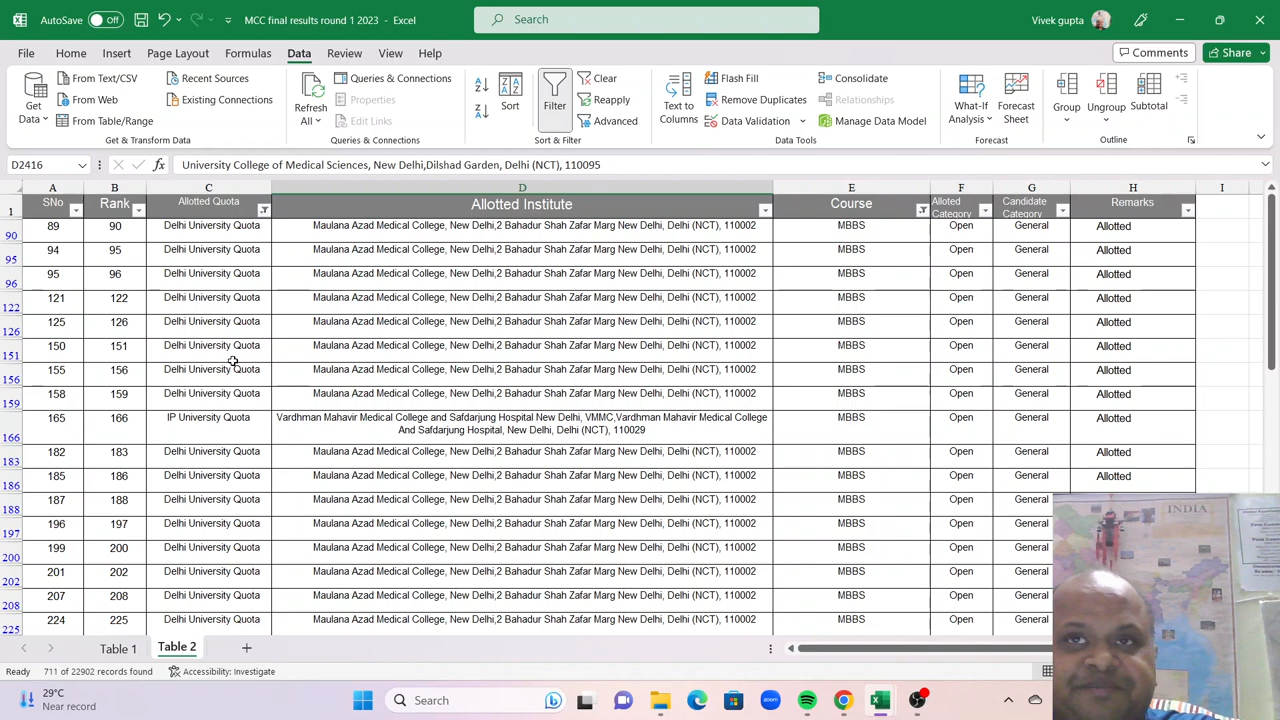 AutoSave Off MCC final results round 1 2023 - Excel Search Vivek gupta
File Home Insert Page Layout Formulas Data Review View Help Comments Share
Get Data From Text/CSV Recent Sources
From Web Existing Connections
From Table/Range
Get & Transform Data
Refresh All Queries & Connections
Properties
Edit Links
Queries & Connections
Sort Filter Clear
Reapply
Advanced
Sort & Filter
Text to Columns Flash Fill Consolidate
Remove Duplicates Relationships
Data Validation Manage Data Model
Data Tools
What-If Analysis Forecast Sheet
Forecast
Group Ungroup Subtotal
Outline
D2416 fx University College of Medical Sciences, New Delhi,Dilshad Garden, Delhi (NCT), 110095
A B C D E F G H I
1 SNo Rank Allotted Quota Allotted Institute Course Alloted Category Candidate Category Remarks
90 89 90 Delhi University Quota Maulana Azad Medical College, New Delhi,2 Bahadur Shah Zafar Marg New Delhi, Delhi (NCT), 110002 MBBS Open General Allotted
95 94 95 Delhi University Quota Maulana Azad Medical College, New Delhi,2 Bahadur Shah Zafar Marg New Delhi, Delhi (NCT), 110002 MBBS Open General Allotted
96 95 96 Delhi University Quota Maulana Azad Medical College, New Delhi,2 Bahadur Shah Zafar Marg New Delhi, Delhi (NCT), 110002 MBBS Open General Allotted
122 121 122 Delhi University Quota Maulana Azad Medical College, New Delhi,2 Bahadur Shah Zafar Marg New Delhi, Delhi (NCT), 110002 MBBS Open General Allotted
126 125 126 Delhi University Quota Maulana Azad Medical College, New Delhi,2 Bahadur Shah Zafar Marg New Delhi, Delhi (NCT), 110002 MBBS Open General Allotted
151 150 151 Delhi University Quota Maulana Azad Medical College, New Delhi,2 Bahadur Shah Zafar Marg New Delhi, Delhi (NCT), 110002 MBBS Open General Allotted
156 155 156 Delhi University Quota Maulana Azad Medical College, New Delhi,2 Bahadur Shah Zafar Marg New Delhi, Delhi (NCT), 110002 MBBS Open General Allotted
159 158 159 Delhi University Quota Maulana Azad Medical College, New Delhi,2 Bahadur Shah Zafar Marg New Delhi, Delhi (NCT), 110002 MBBS Open General Allotted
166 165 166 IP University Quota Vardhman Mahavir Medical College and Safdarjung Hospital New Delhi, VMMC,Vardhman Mahavir Medical College And Safdarjung Hospital, New Delhi, Delhi (NCT), 110029 MBBS Open General Allotted
183 182 183 Delhi University Quota Maulana Azad Medical College, New Delhi,2 Bahadur Shah Zafar Marg New Delhi, Delhi (NCT), 110002 MBBS Open General Allotted
186 185 186 Delhi University Quota Maulana Azad Medical College, New Delhi,2 Bahadur Shah Zafar Marg New Delhi, Delhi (NCT), 110002 MBBS Open General Allotted
188 187 188 Delhi University Quota Maulana Azad Medical College, New Delhi,2 Bahadur Shah Zafar Marg New Delhi, Delhi (NCT), 110002 MBBS Open General
197 196 197 Delhi University Quota Maulana Azad Medical College, New Delhi,2 Bahadur Shah Zafar Marg New Delhi, Delhi (NCT), 110002 MBBS Open General
200 199 200 Delhi University Quota Maulana Azad Medical College, New Delhi,2 Bahadur Shah Zafar Marg New Delhi, Delhi (NCT), 110002 MBBS Open General
202 201 202 Delhi University Quota Maulana Azad Medical College, New Delhi,2 Bahadur Shah Zafar Marg New Delhi, Delhi (NCT), 110002 MBBS Open General
208 207 208 Delhi University Quota Maulana Azad Medical College, New Delhi,2 Bahadur Shah Zafar Marg New Delhi, Delhi (NCT), 110002 MBBS Open General
225 224 225 Delhi University Quota Maulana Azad Medical College, New Delhi,2 Bahadur Shah Zafar Marg New Delhi, Delhi (NCT), 110002 MBBS Open General
INDIA
Table 1 Table 2
Ready 711 of 22902 records found Accessibility: Investigate
29°C
Near record
Search
zoom